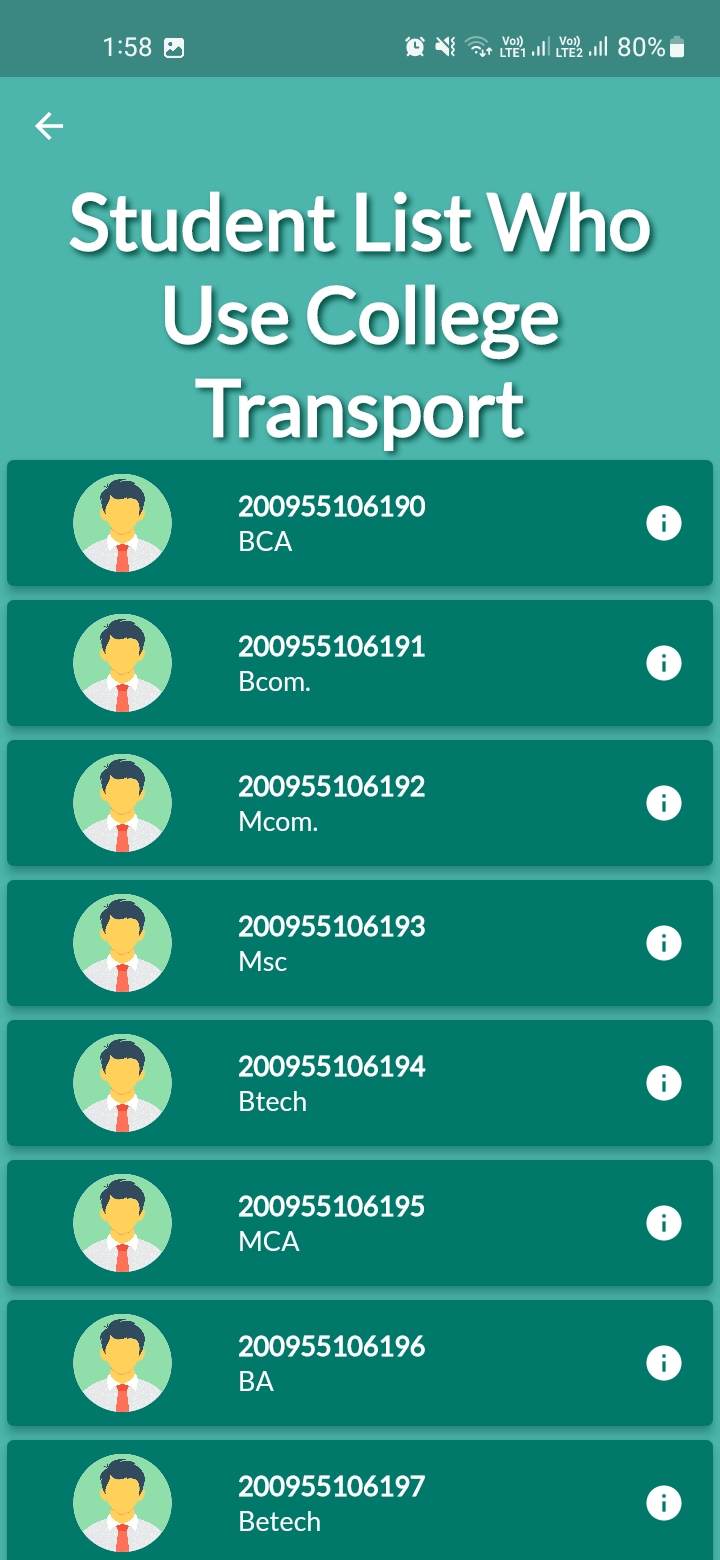 1:58 Vo)) LTE1 Vo)) LTE2 80%
Student List Who
Use College
Transport
200955106190
BCA
200955106191
Bcom.
200955106192
Mcom.
200955106193
Msc
200955106194
Btech
200955106195
MCA
200955106196
BA
200955106197
Betech